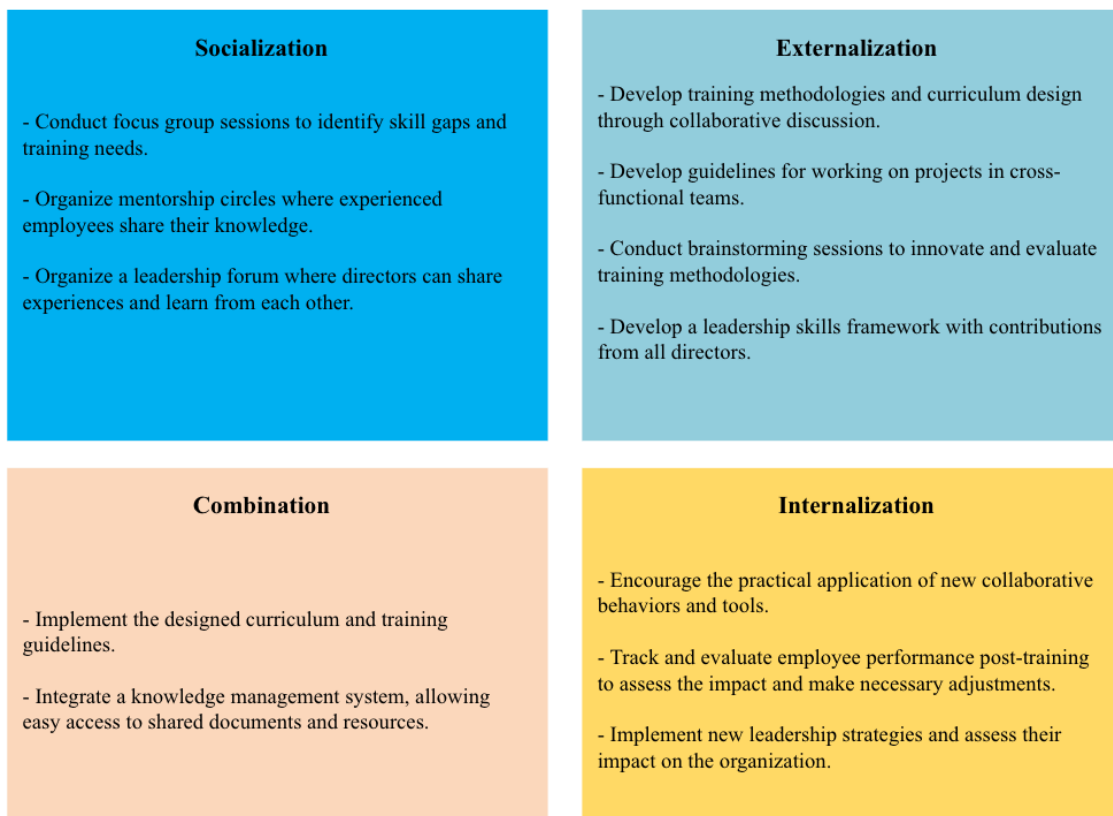 Socialization
- Conduct focus group sessions to identify skill gaps and
training needs.
- Organize mentorship circles where experienced
employees share their knowledge.
- Organize a leadership forum where directors can share
experiences and learn from each other.
Externalization
- Develop training methodologies and curriculum design
through collaborative discussion.
- Develop guidelines for working on projects in cross-
functional teams.
- Conduct brainstorming sessions to innovate and evaluate
training methodologies.
- Develop a leadership skills framework with contributions
from all directors.
Combination
- Implement the designed curriculum and training
guidelines.
- Integrate a knowledge management system, allowing
easy access to shared documents and resources.
Internalization
- Encourage the practical application of new collaborative
behaviors and tools.
- Track and evaluate employee performance post-training
to assess the impact and make necessary adjustments.
- Implement new leadership strategies and assess their
impact on the organization.